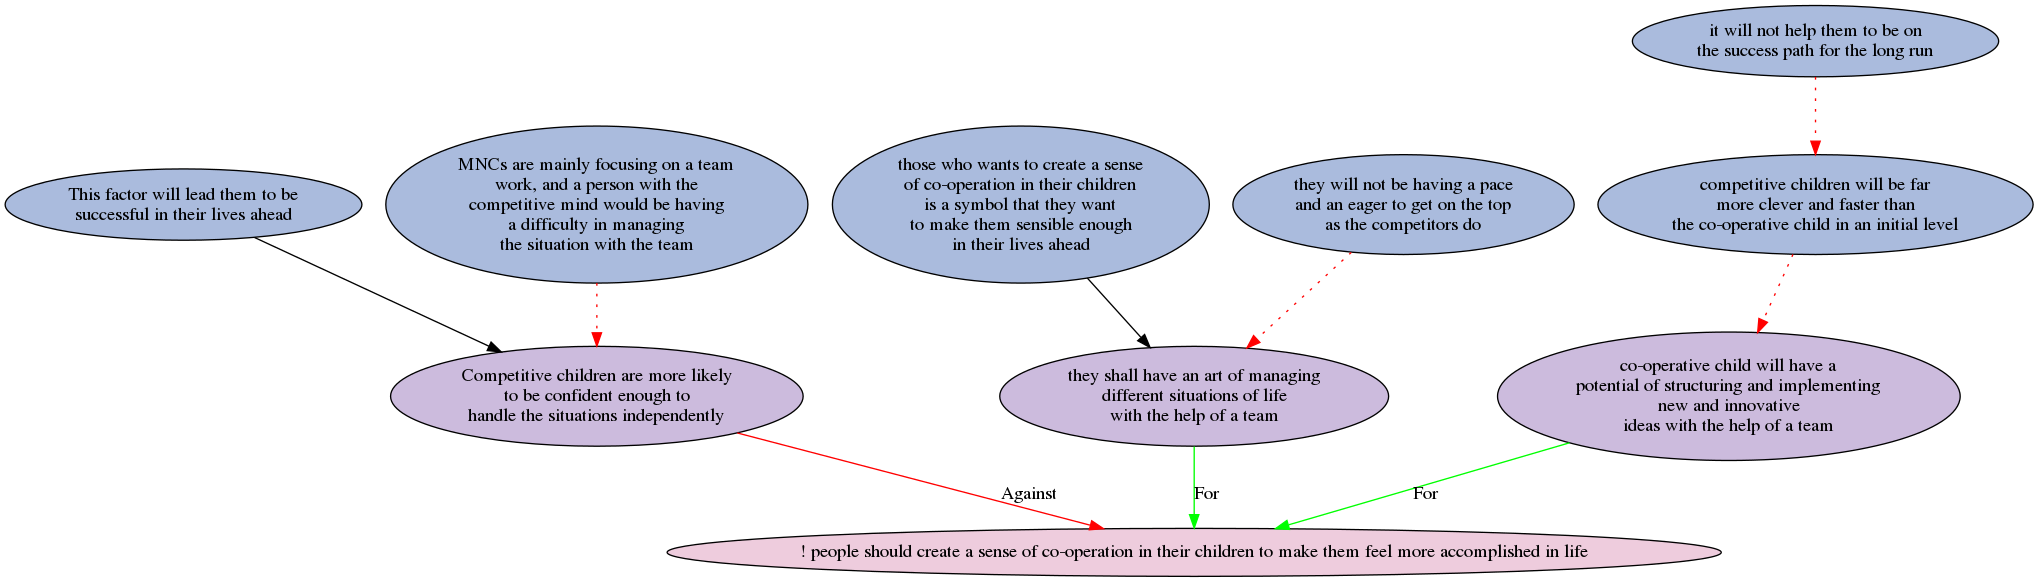 it will not help them to be on
the success path for the long run
This factor will lead them to be
successful in their lives ahead
MNCs are mainly focusing on a team
work, and a person with the
competitive mind would be having
a difficulty in managing
the situation with the team
those who wants to create a sense
of co-operation in their children
is a symbol that they want
to make them sensible enough
in their lives ahead
they will not be having a pace
and an eager to get on the top
as the competitors do
competitive children will be far
more clever and faster than
the co-operative child in an initial level
Competitive children are more likely
to be confident enough to
handle the situations independently
they shall have an art of managing
different situations of life
with the help of a team
co-operative child will have a
potential of structuring and implementing
new and innovative
ideas with the help of a team
Against
For
For
! people should create a sense of co-operation in their children to make them feel more accomplished in life